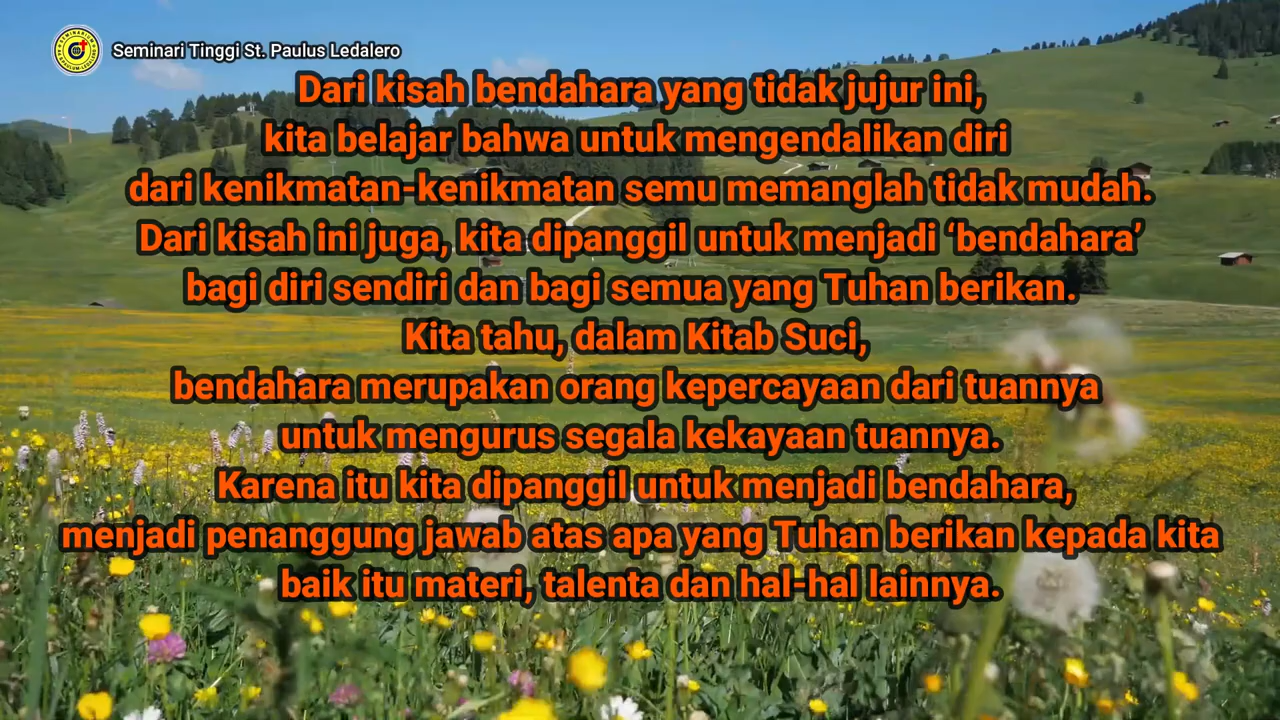 Seminari Tinggi St. Paulus Ledalero
Dari kisah bendahara yang tidak jujur ini,
kita belajar bahwa untuk mengendalikan diri
dari kenikmatan-kenikmatan semu memanglah tidak mudah.
Dari kisah ini juga, kita dipanggil untuk menjadi ‘bendahara’
bagi diri sendiri dan bagi semua yang Tuhan berikan.
Kita tahu, dalam Kitab Suci,
bendahara merupakan orang kepercayaan dari tuannya
untuk mengurus segala kekayaan tuannya.
Karena itu kita dipanggil untuk menjadi bendahara,
menjadi penanggung jawab atas apa yang Tuhan berikan kepada kita
baik itu materi, talenta dan hal-hal lainnya.